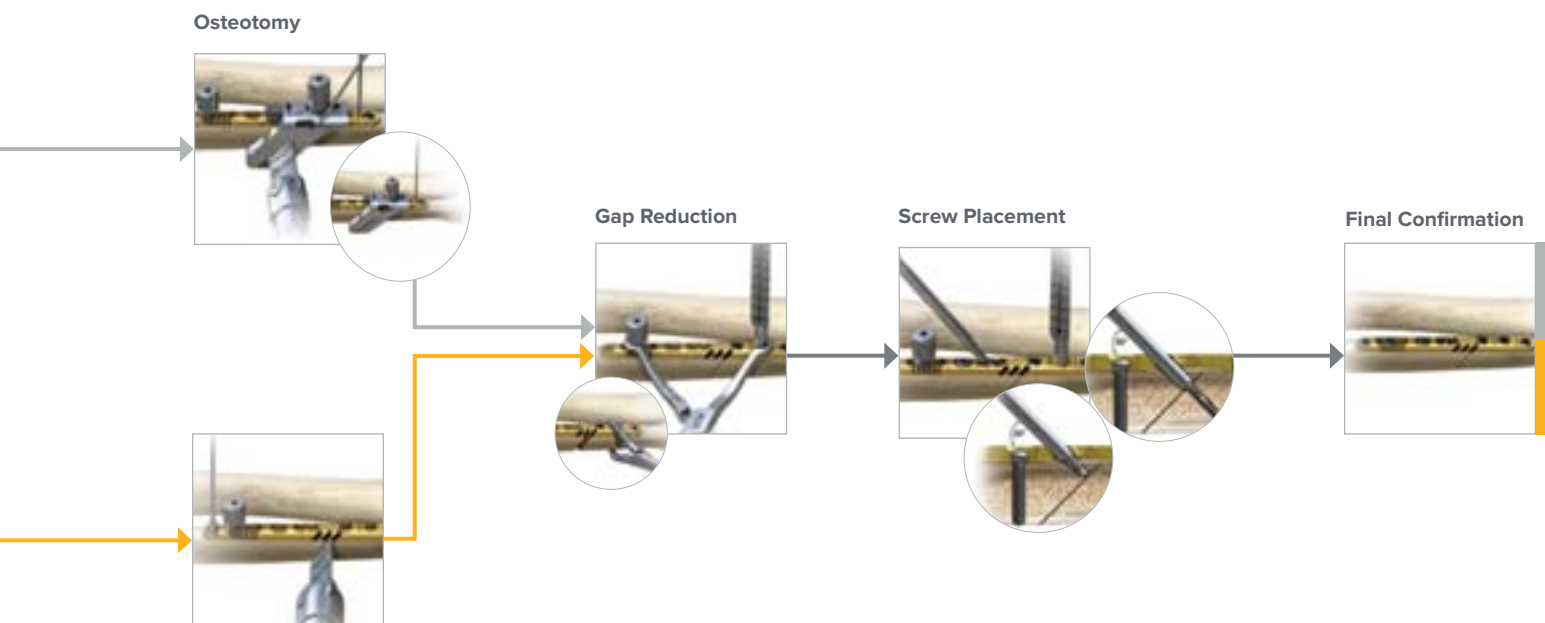 Osteotomy
Gap Reduction
Screw Placement
Final Confirmation